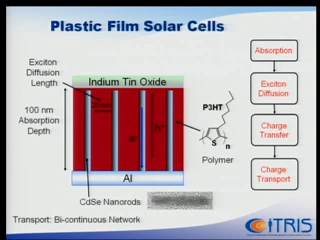 Plastic Film Solar Cells
Exciton
Diffusion
Length
Indium Tin Oxide
100 nm
Absorption
Depth
e-
h+
P3HT
S
n
Polymer
Al
CdSe Nanorods
Transport: Bi-continuous Network
Absorption
Exciton
Diffusion
Charge
Transfer
Charge
Transport
CITRIS